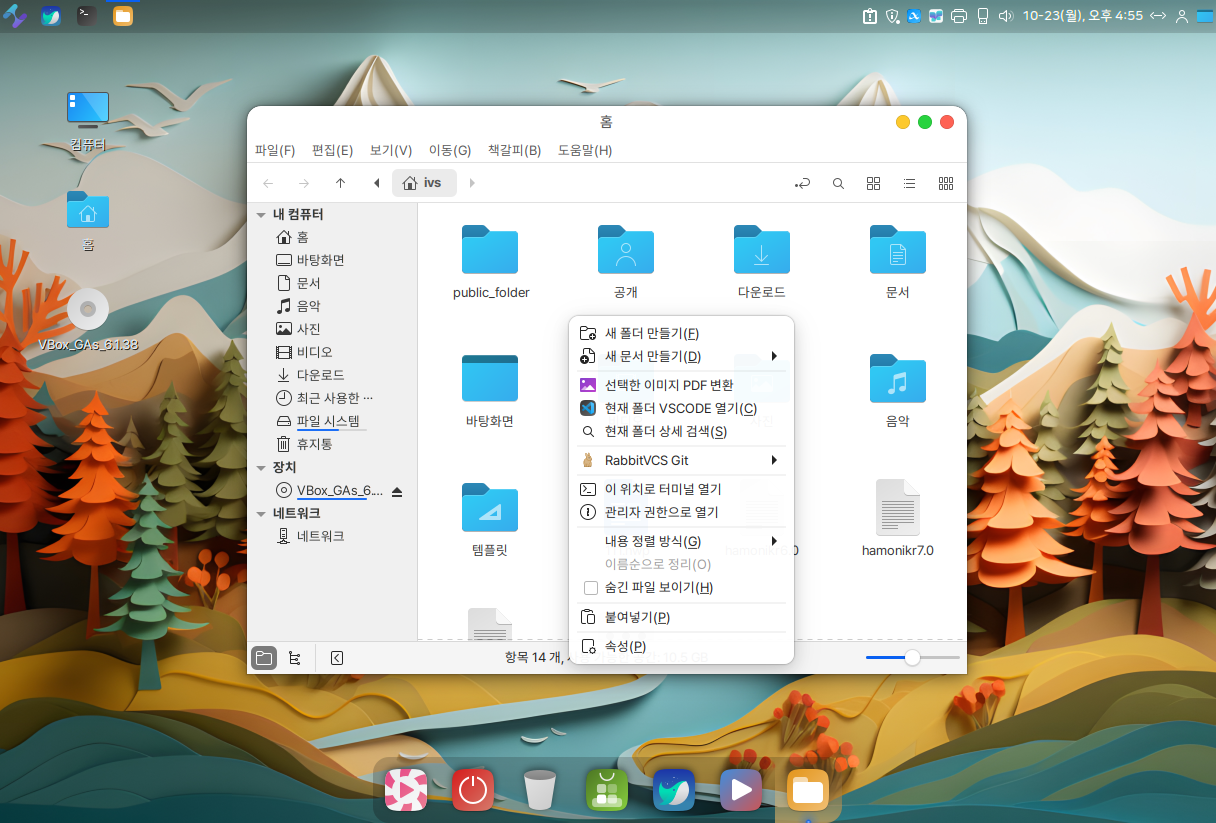 10-23(월), 오후 4:55
컴퓨터
홈
VBox_GAs_6.1.38
홈
파일(F) 편집(E) 보기(V) 이동(G) 책갈피(B) 도움말(H)
ivs
내 컴퓨터
홈
바탕화면
문서
음악
사진
비디오
다운로드
최근 사용한 ···
파일 시스템
휴지통
장치
VBox_GAs_6....
네트워크
네트워크
public_folder
공개
다운로드
문서
바탕화면
사진
음악
템플릿
hamonikr6.0
hamonikr7.0
새 폴더 만들기(F)
새 문서 만들기(D)
선택한 이미지 PDF 변환
현재 폴더 VSCODE 열기(C)
현재 폴더 상세 검색(S)
RabbitVCS Git
이 위치로 터미널 열기
관리자 권한으로 열기
내용 정렬 방식(G)
이름순으로 정리(O)
숨긴 파일 보이기(H)
붙여넣기(P)
속성(P)
항목 14 개, 10.5 GB